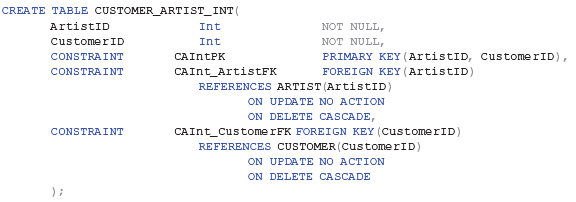 CREATE TABLE CUSTOMER_ARTIST_INT(
ArtistID Int NOT NULL,
CustomerID Int NOT NULL,
CONSTRAINT CAIntPK PRIMARY KEY(ArtistID, CustomerID),
CONSTRAINT CAInt_ArtistFK FOREIGN KEY(ArtistID)
REFERENCES ARTIST(ArtistID)
ON UPDATE NO ACTION
ON DELETE CASCADE,
CONSTRAINT CAInt_CustomerFK FOREIGN KEY(CustomerID)
REFERENCES CUSTOMER(CustomerID)
ON UPDATE NO ACTION
ON DELETE CASCADE
);